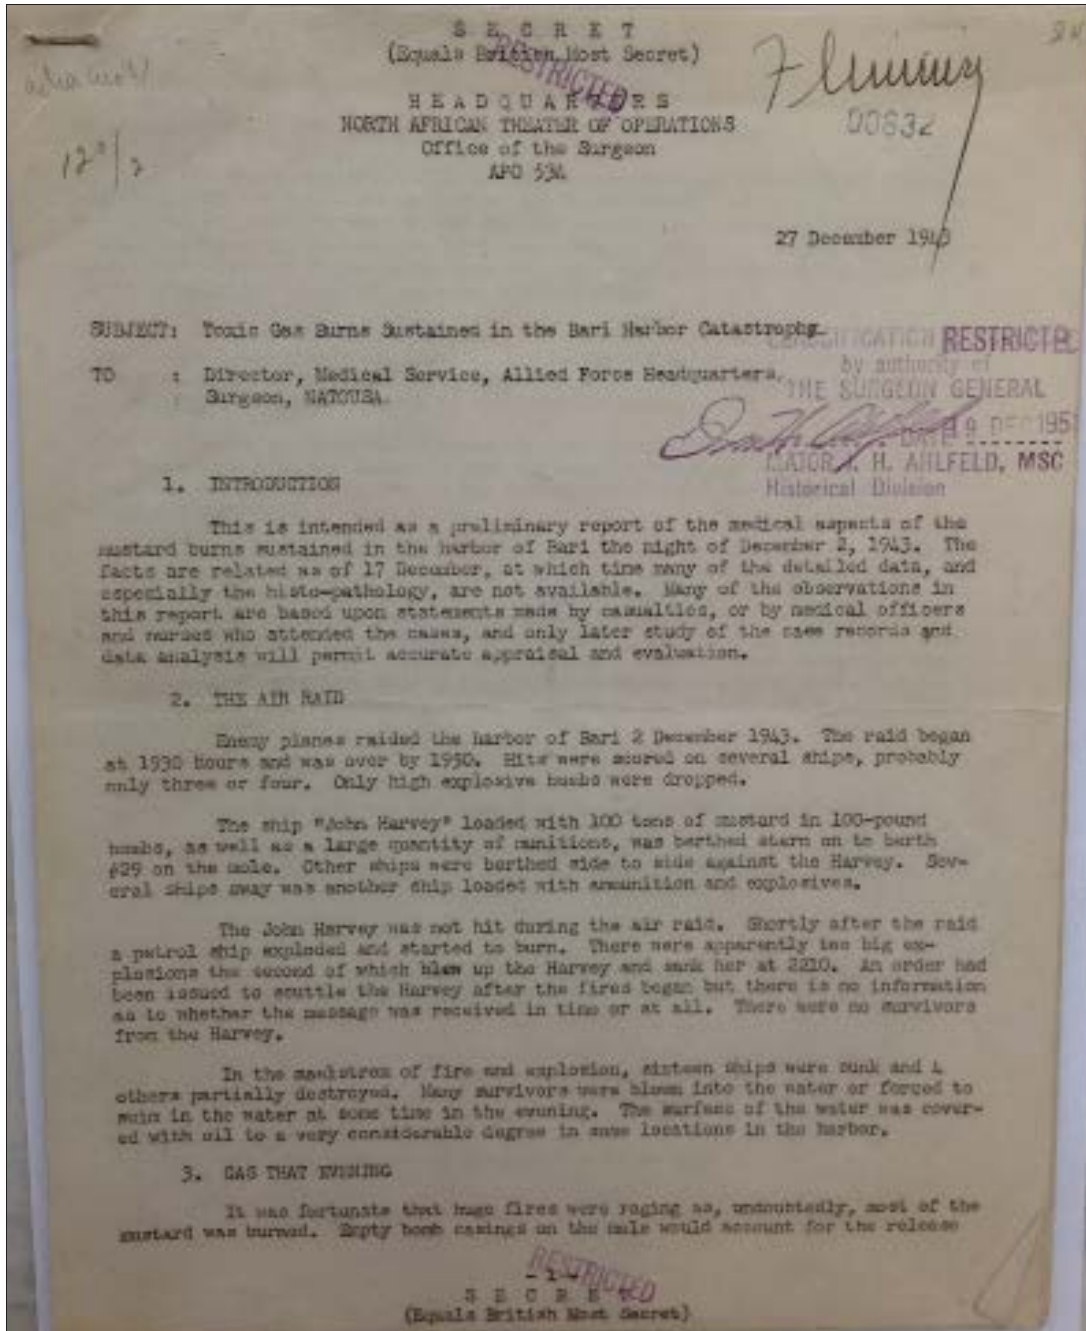 S E C R E T
(Equals British Most Secret)
RESTRICTED
Fleming
00832
H E A D Q U A R T E R S
NORTH AFRICAN THEATER OF OPERATIONS
Office of the Surgeon
APO 534
27 December 1943
SUBJECT: Toxic Gas Burns Sustained in the Bari Harbor Catastrophe.
CLASSIFICATION RESTRICTED
by authority of
TO : Director, Medical Service, Allied Force Headquarters,
: Surgeon, NATOUSA.
THE SURGEON GENERAL
DATE 19 DEC 195
MAJOR I. H. AHLFELD, MSC
Historical Division
1. INTRODUCTION
This is intended as a preliminary report of the medical aspects of the
mustard burns sustained in the harbor of Bari the night of December 2, 1943. The
facts are related as of 17 December, at which time many of the detailed data, and
especially the histo-pathology, are not available. Many of the observations in
this report are based upon statements made by casualties, or by medical officers
and nurses who attended the cases, and only later study of the case records and
data analysis will permit accurate appraisal and evaluation.
2. THE AIR RAID
Enemy planes raided the harbor of Bari 2 December 1943. The raid began
at 1930 hours and was over by 1950. Hits were scored on several ships, probably
only three or four. Only high explosive bombs were dropped.
The ship "John Harvey" loaded with 100 tons of mustard in 100-pound
bombs, as well as a large quantity of munitions, was berthed stern on to berth
#29 on the mole. Other ships were berthed side to side against the Harvey. Sev-
eral ships away was another ship loaded with ammunition and explosives.
The John Harvey was not hit during the air raid. Shortly after the raid
a petrol ship exploded and started to burn. There were apparently two big ex-
plosions the second of which blew up the Harvey and sank her at 2210. An order had
been issued to scuttle the Harvey after the fires began but there is no information
as to whether the message was received in time or at all. There were no survivors
from the Harvey.
In the maelstrom of fire and explosion, sixteen ships were sunk and 4
others partially destroyed. Many survivors were blown into the water or forced to
swim in the water at some time in the evening. The surface of the water was cover-
ed with oil to a very considerable degree in some locations in the harbor.
3. GAS THAT EVENING
It was fortunate that huge fires were raging as, undoubtedly, most of the
mustard was burned. Empty bomb casings on the mole would account for the release
RESTRICTED
- 1 -
S E C R E T
(Equals British Most Secret)